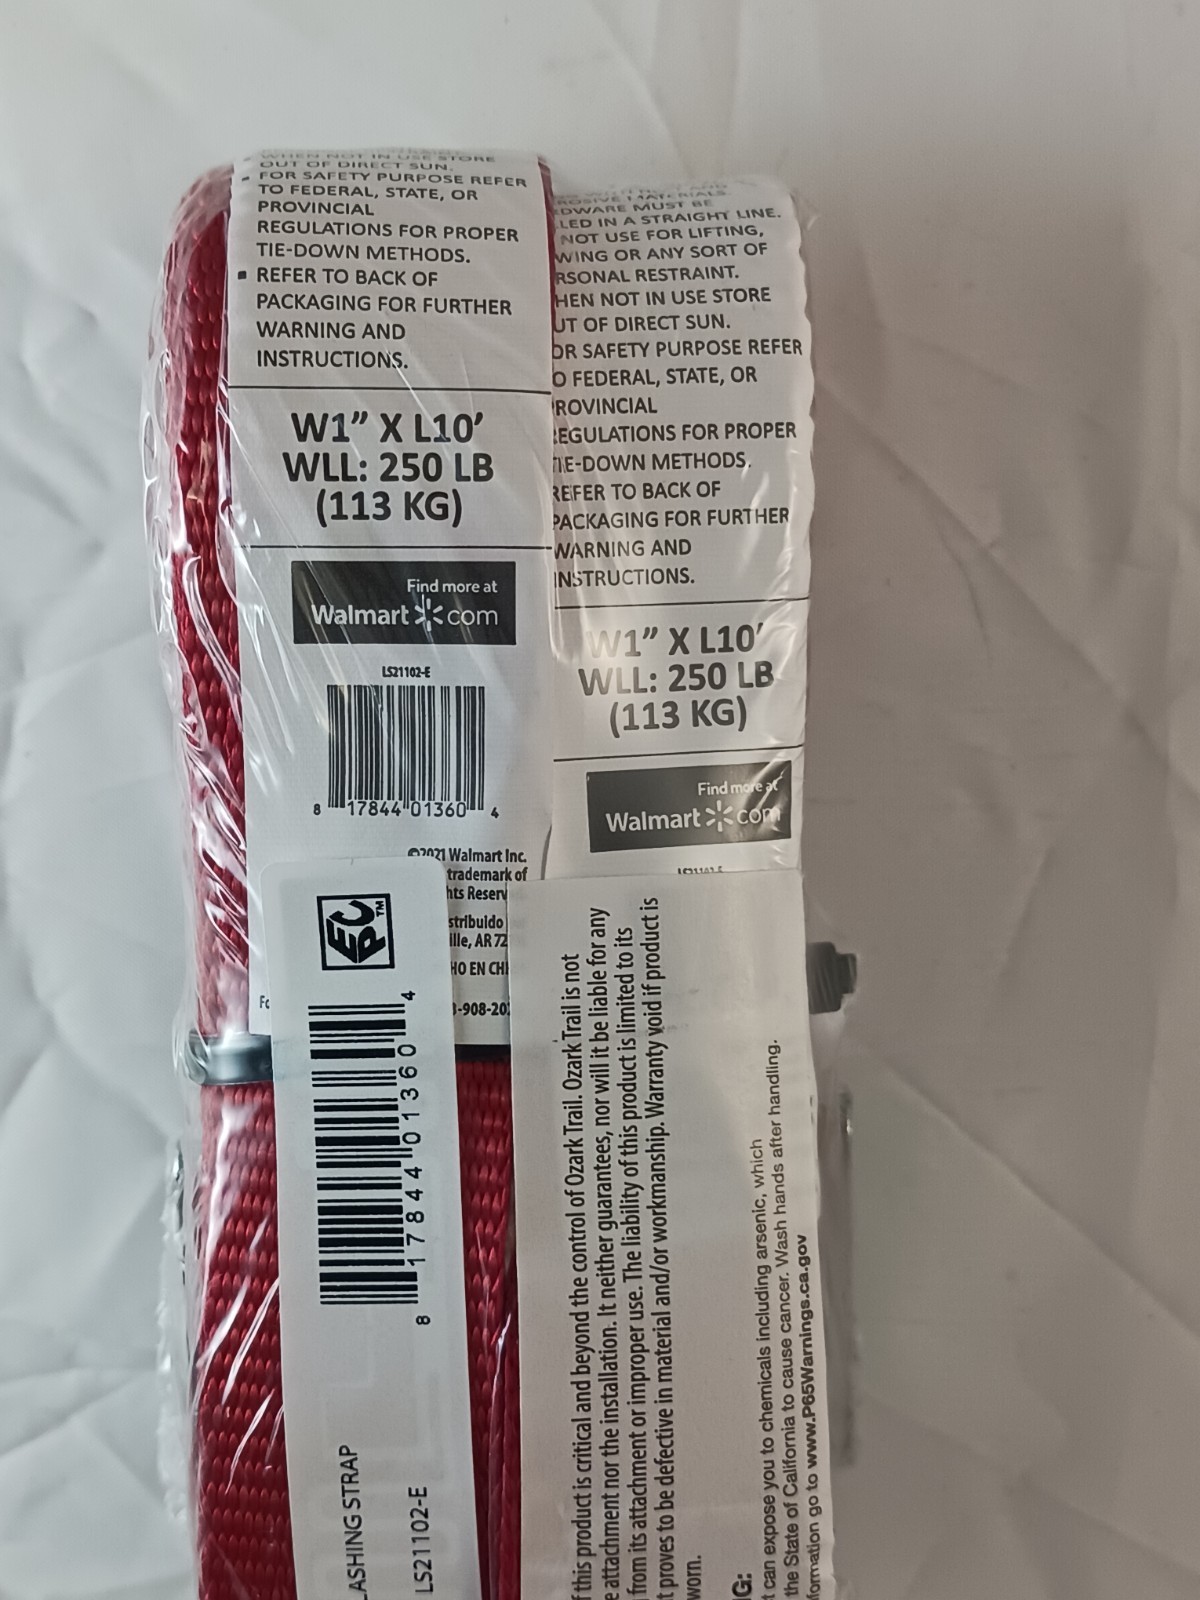 WHEN NOT IN USE STORE
OUT OF DIRECT SUN.
▪ FOR SAFETY PURPOSE REFER
TO FEDERAL, STATE, OR
PROVINCIAL
REGULATIONS FOR PROPER
TIE-DOWN METHODS.
▪ REFER TO BACK OF
PACKAGING FOR FURTHER
WARNING AND
INSTRUCTIONS.
W1” X L10’
WLL: 250 LB
(113 KG)
Find more at
Walmart com
LS21102-E
8 17844 01360 4
©2021 Walmart Inc.
trademark of
hts Reserv
stribuido
ille, AR 72
HO EN CHI
Fo
-908-20
ROSIVE MATERIALS.
DWARE MUST BE
LED IN A STRAIGHT LINE.
NOT USE FOR LIFTING,
WING OR ANY SORT OF
RSONAL RESTRAINT.
HEN NOT IN USE STORE
UT OF DIRECT SUN.
OR SAFETY PURPOSE REFER
O FEDERAL, STATE, OR
ROVINCIAL
EGULATIONS FOR PROPER
TIE-DOWN METHODS.
REFER TO BACK OF
PACKAGING FOR FURTHER
WARNING AND
INSTRUCTIONS.
W1” X L10’
WLL: 250 LB
(113 KG)
Find more at
Walmart com
EPC™
8 17844 01360 4
LASHING STRAP
LS21102-E
f this product is critical and beyond the control of Ozark Trail. Ozark Trail is not
e attachment nor the installation. It neither guarantees, nor will it be liable for any
from its attachment or improper use. The liability of this product is limited to its
t proves to be defective in material and/or workmanship. Warranty void if product is
worn.
G:
t can expose you to chemicals including arsenic, which
the State of California to cause cancer. Wash hands after handling.
formation go to www.P65Warnings.ca.gov